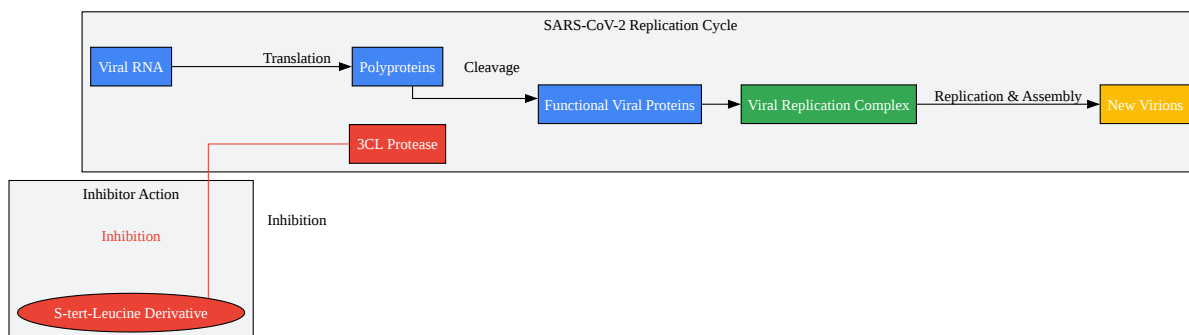 SARS-CoV-2 Replication Cycle
Viral RNA
Translation
Polyproteins
Cleavage
Functional Viral Proteins
Viral Replication Complex
Replication & Assembly
New Virions
3CL Protease
Inhibitor Action
Inhibition
Inhibition
S-tert-Leucine Derivative